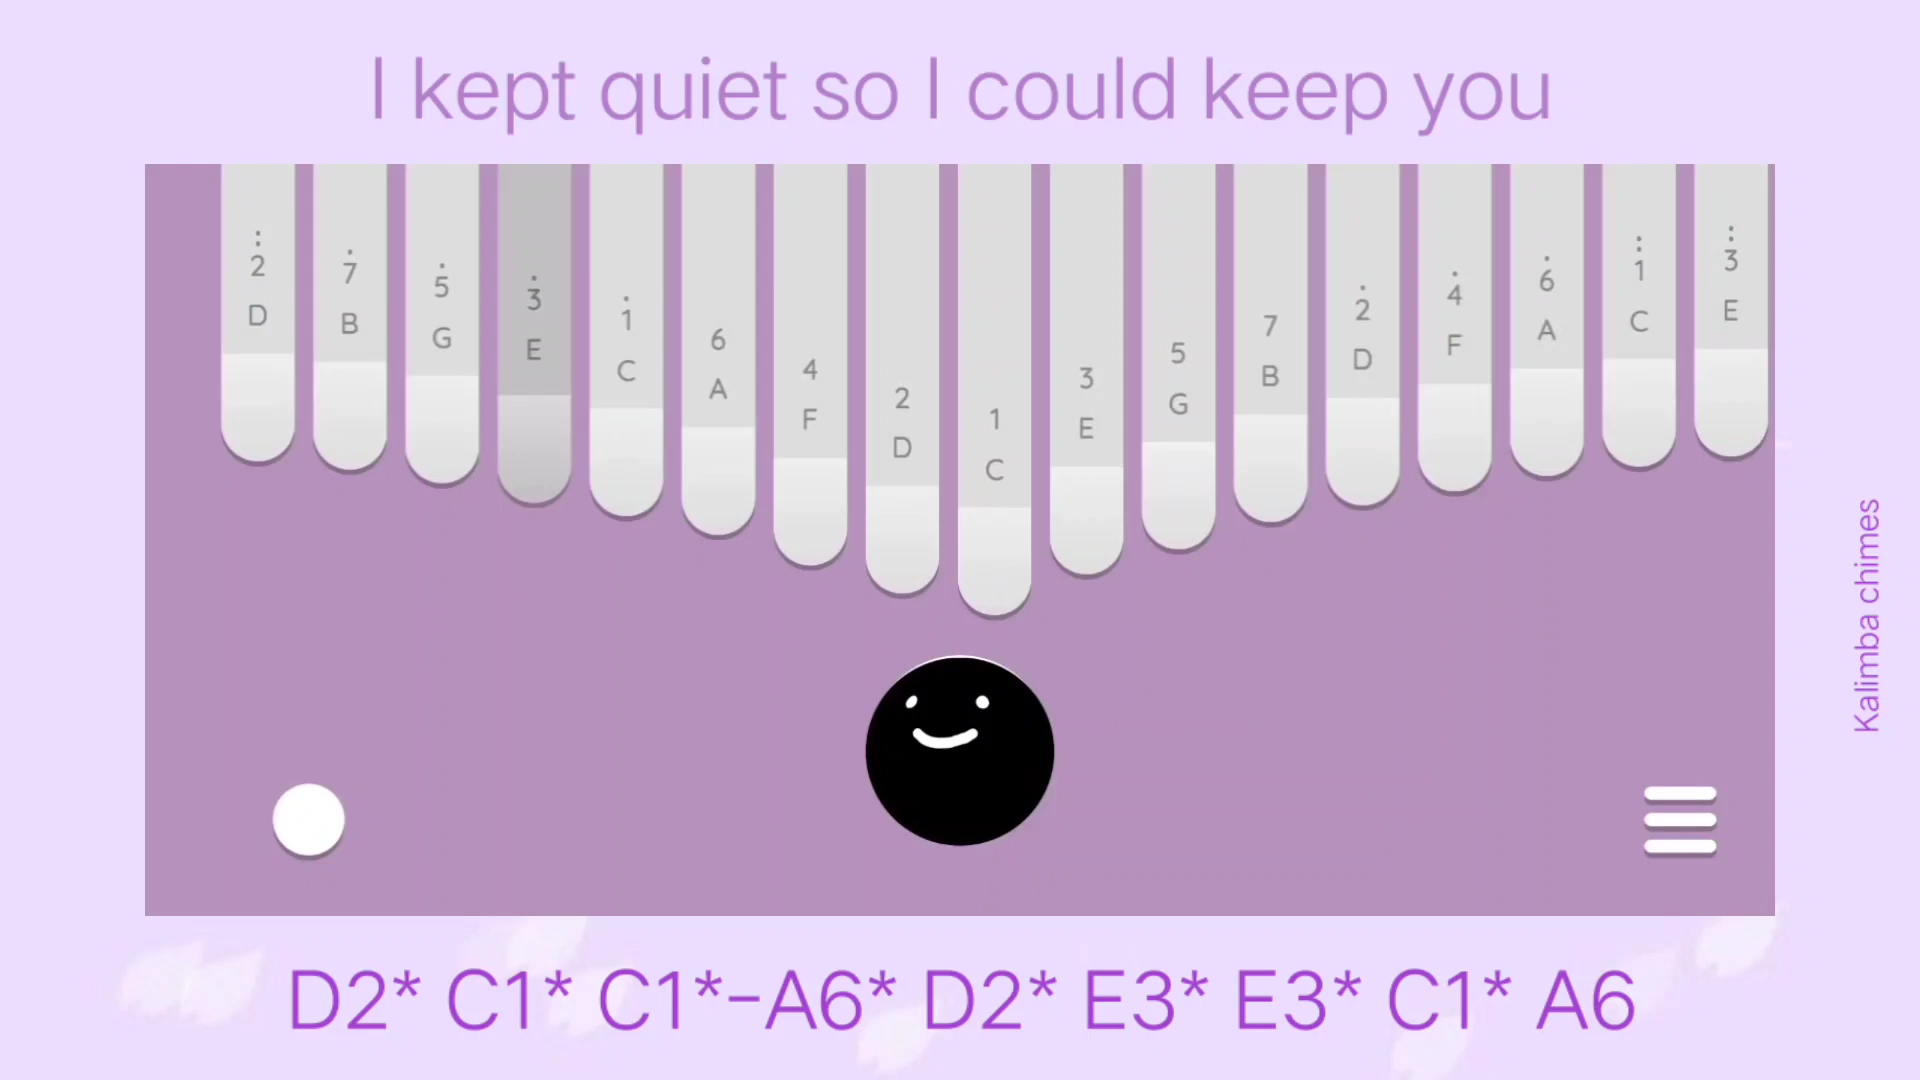 I kept quiet so I could keep you
2 7 5 3 1 6 4 2 1 3 5 7 2 4 6 1 3
D B G E C A F D C E G B D F A C E
Kalimba chimes
D2* C1* C1*–A6* D2* E3* E3* C1* A6